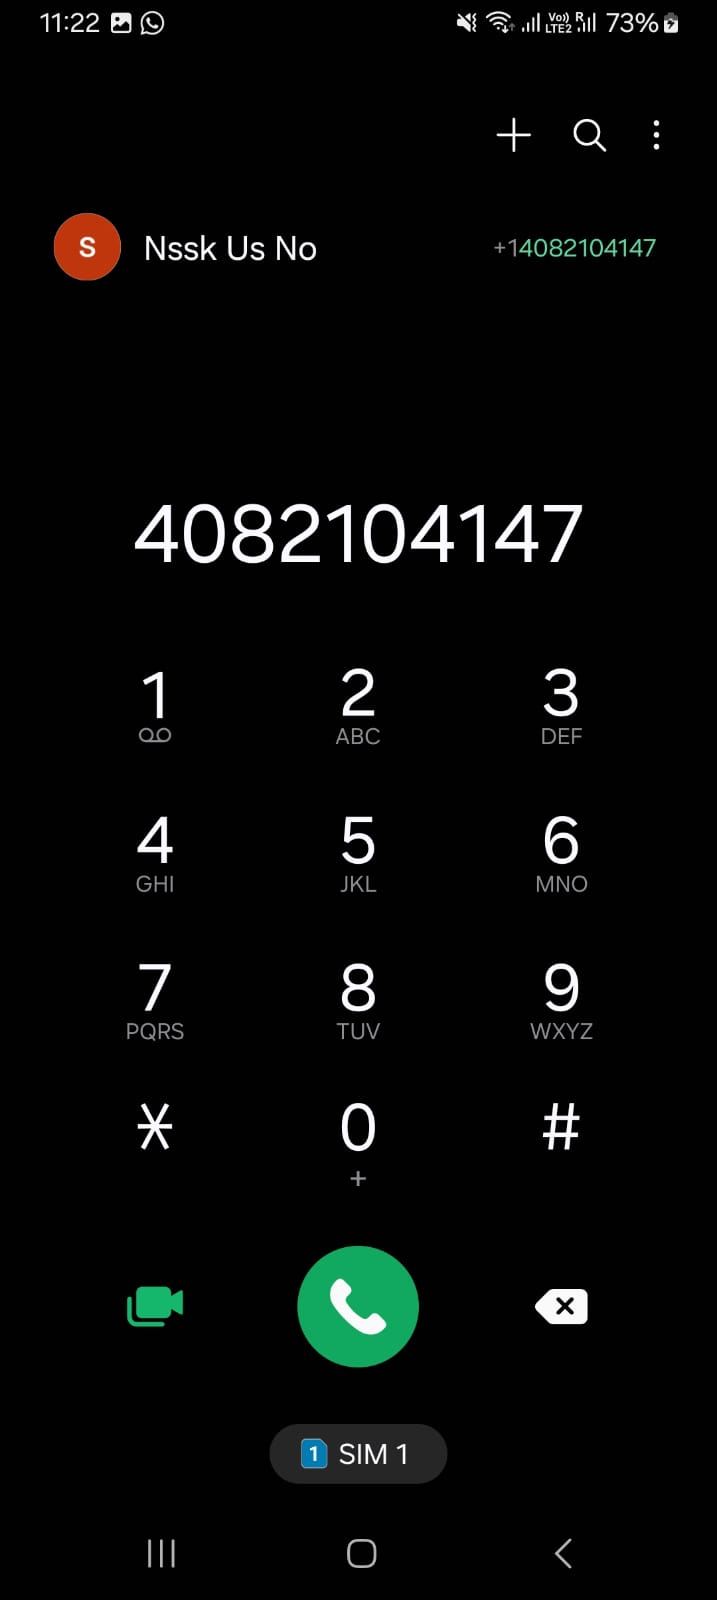 11:22 Vo) LTE2 R 73%
S Nssk Us No +14082104147
4082104147
1 2 3
ABC DEF
4 5 6
GHI JKL MNO
7 8 9
PQRS TUV WXYZ
* 0 #
+
1 SIM 1